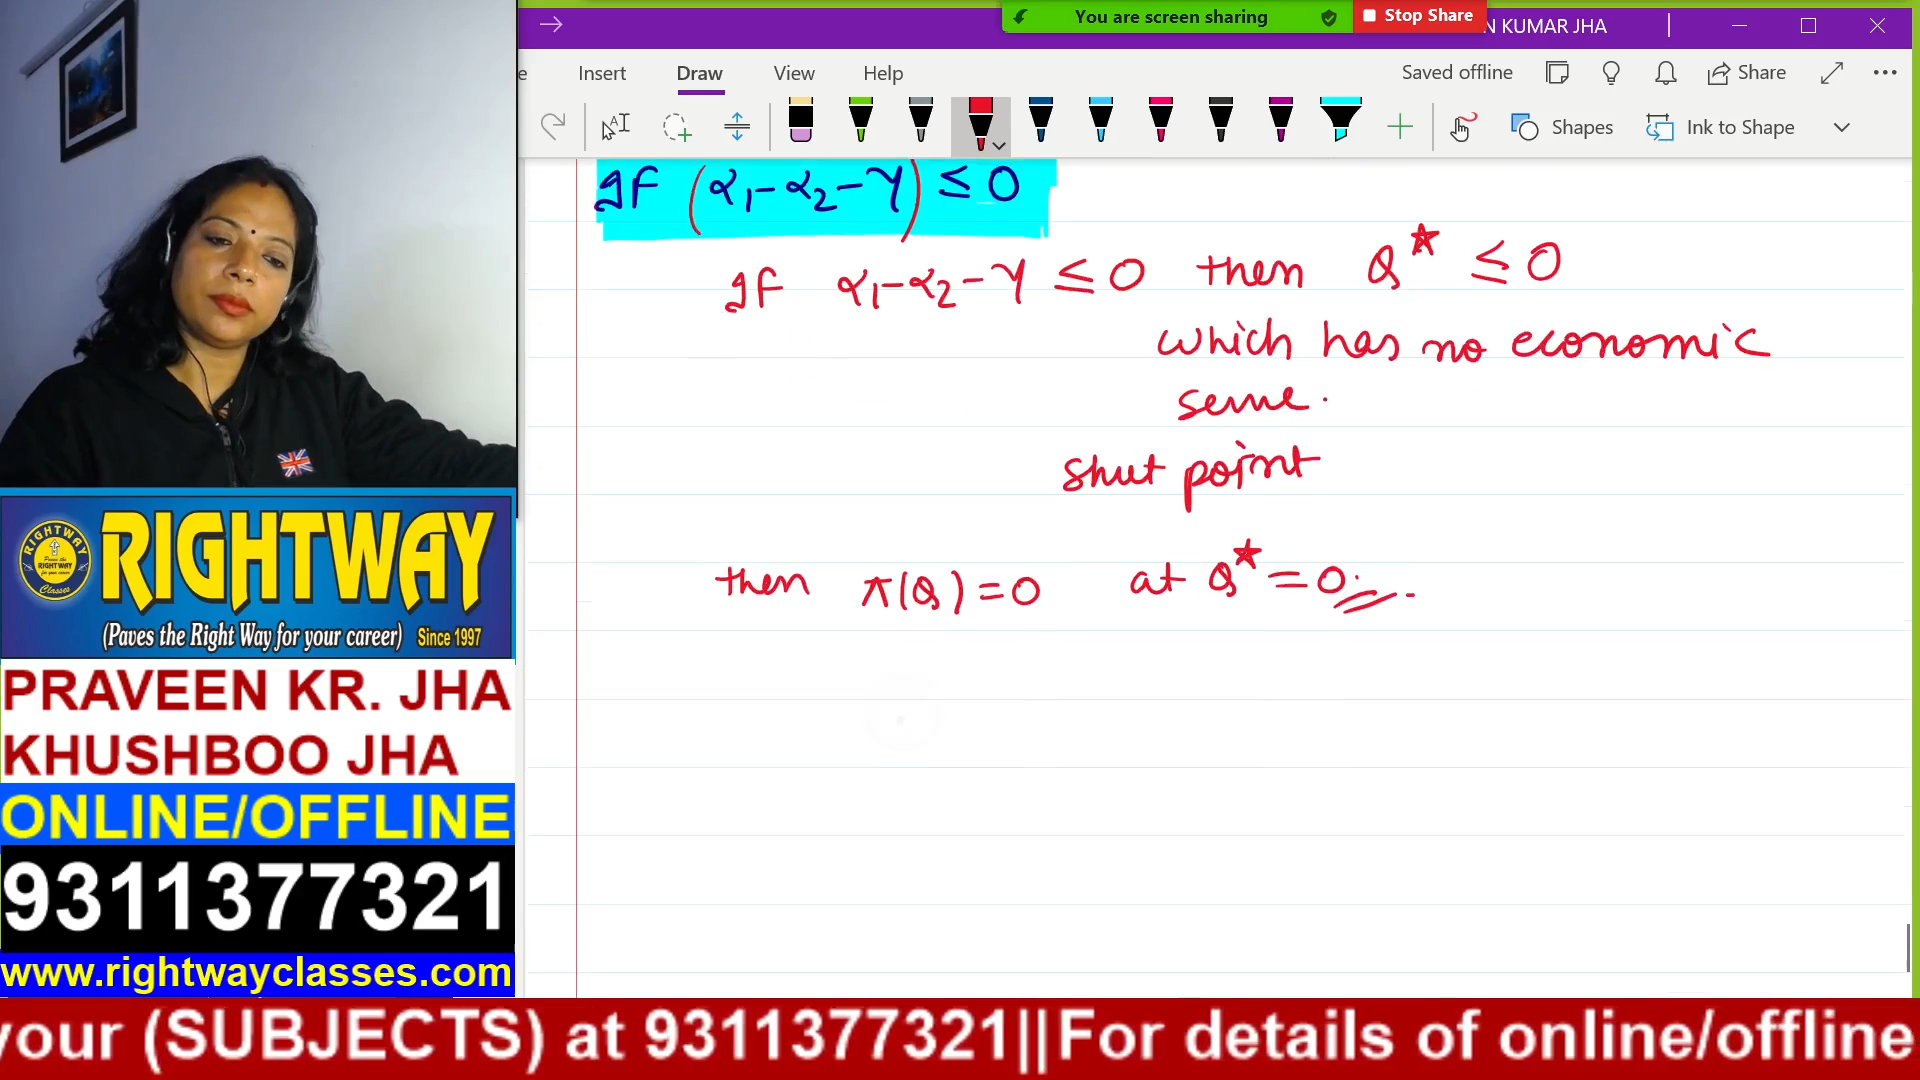 You are screen sharing
Stop Share
N KUMAR JHA
Insert Draw View Help
Saved offline
Share
Shapes
Ink to Shape
If (α₁-α₂-γ) ≤ 0
If α₁-α₂-γ ≤ 0 then Q* ≤ 0
which has no economic
sense.
Shut point
then π(Q) = 0 at Q* = 0.
RIGHTWAY
RIGHTWAY
Classes
(Paves the Right Way for your career) Since 1997
PRAVEEN KR. JHA
KHUSHBOO JHA
ONLINE/OFFLINE
9311377321
www.rightwayclasses.com
your (SUBJECTS) at 9311377321||For details of online/offline